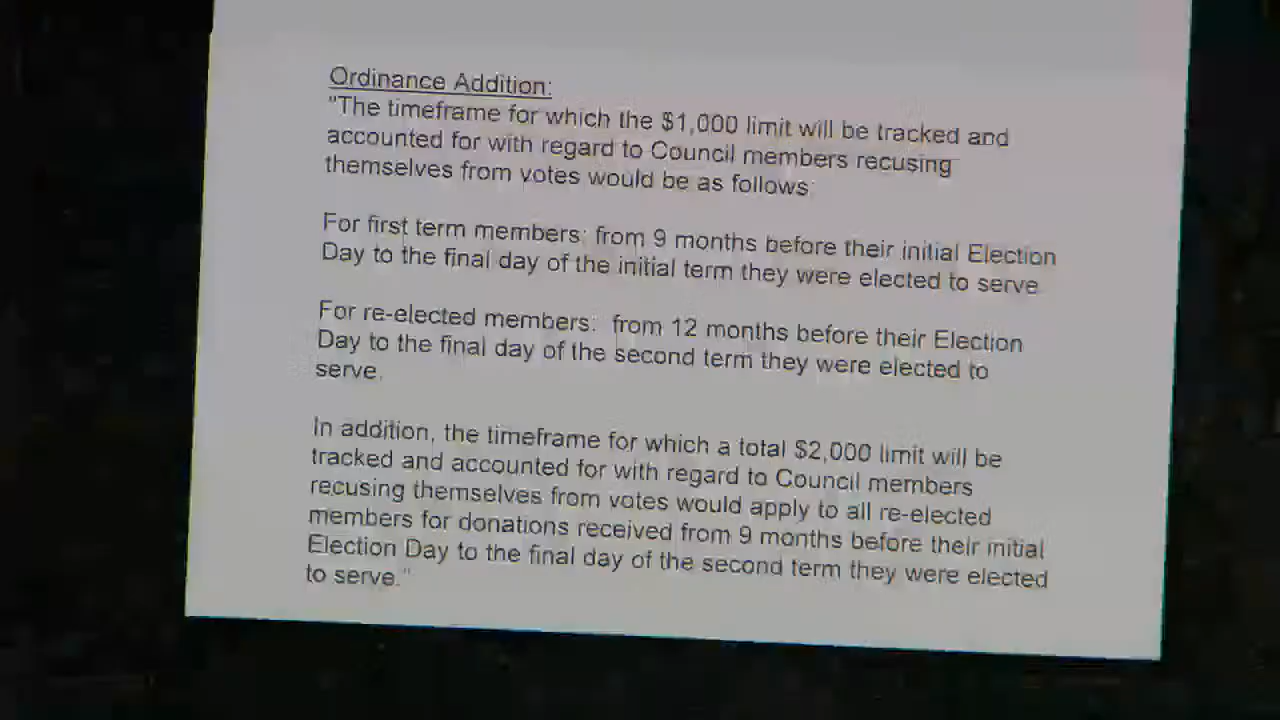 Ordinance Addition:
"The timeframe for which the $1,000 limit will be tracked and
accounted for with regard to Council members recusing
themselves from votes would be as follows:
For first term members: from 9 months before their initial Election
Day to the final day of the initial term they were elected to serve
For re-elected members: from 12 months before their Election
Day to the final day of the second term they were elected to
serve.
In addition, the timeframe for which a total $2,000 limit will be
tracked and accounted for with regard to Council members
recusing themselves from votes would apply to all re-elected
members for donations received from 9 months before their initial
Election Day to the final day of the second term they were elected
to serve."